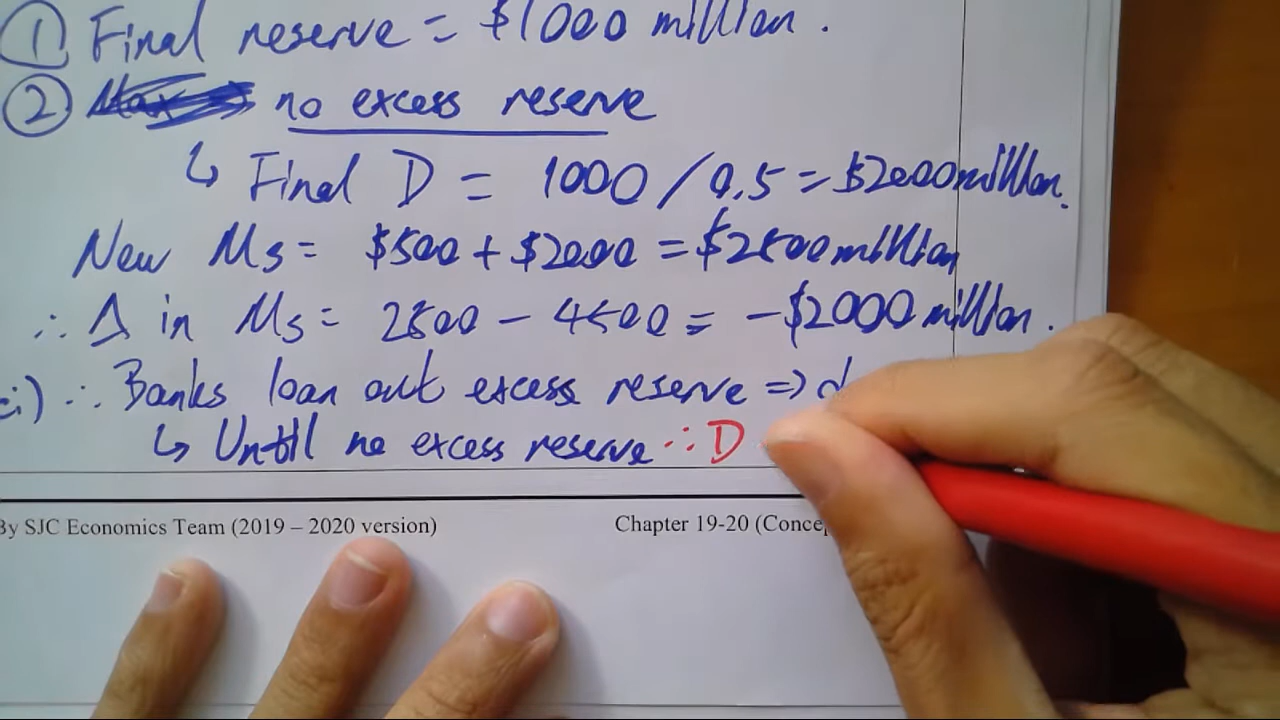 ① Final reserve = $1000 million.
② no excess reserve
↳ Final D = 1000 / 0.5 = $2000 million.
New Ms = $500 + $2000 = $2500 million
∴ Δ in Ms = 2500 - 4500 = -$2000 million.
ci) ∴ Banks loan out excess reserve => d
↳ Until no excess reserve ∴ D
By SJC Economics Team (2019 – 2020 version) Chapter 19-20 (Conce